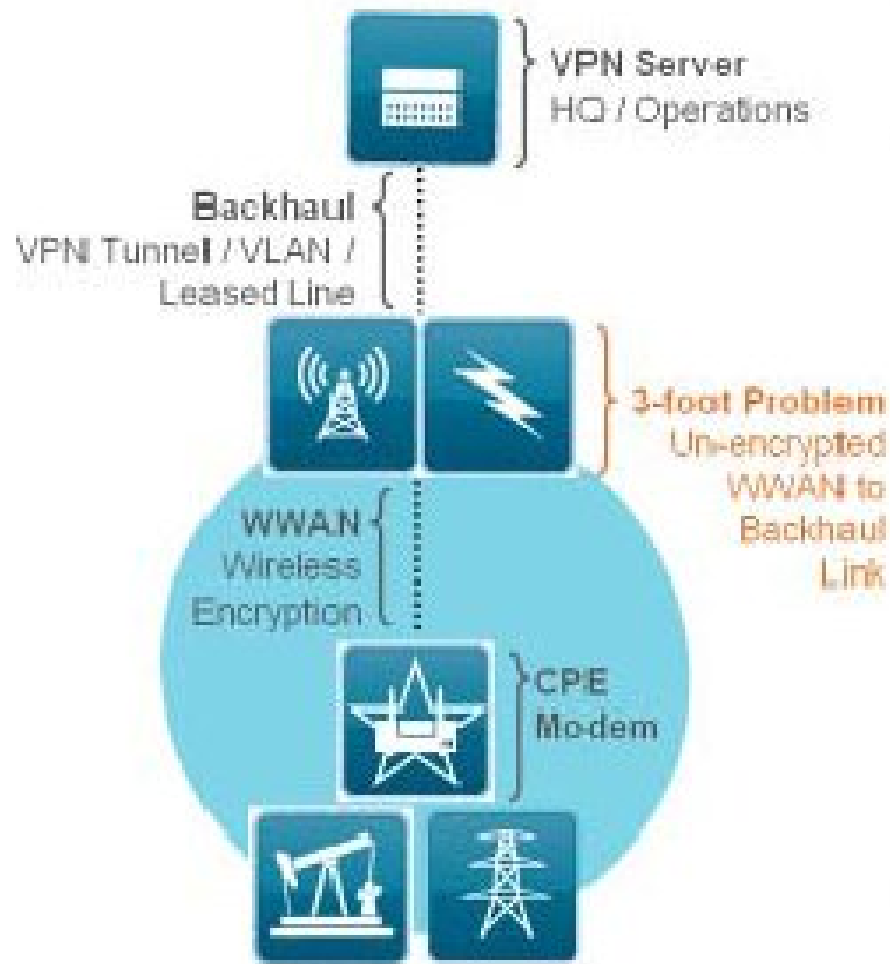 VPN Server
HQ / Operations
Backhaul
VPN Tunnel / VLAN /
Leased Line
3-foot Problem
Un-encrypted
WWAN to
Backhaul
Link
WWAN
Wireless
Encryption
CPE
Modem